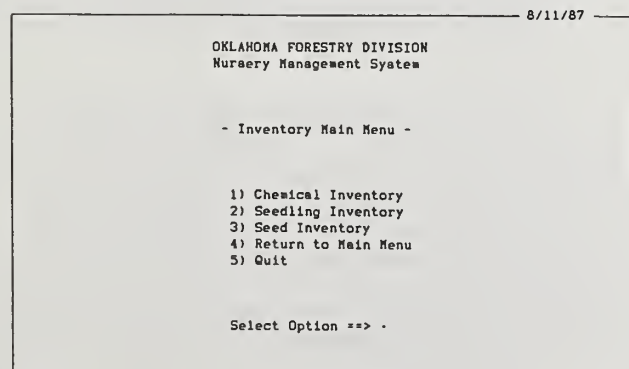 8/11/87
OKLAHOMA FORESTRY DIVISION
Nursery Management System
- Inventory Main Menu -
1) Chemical Inventory
2) Seedling Inventory
3) Seed Inventory
4) Return to Main Menu
5) Quit
Select Option ==> .